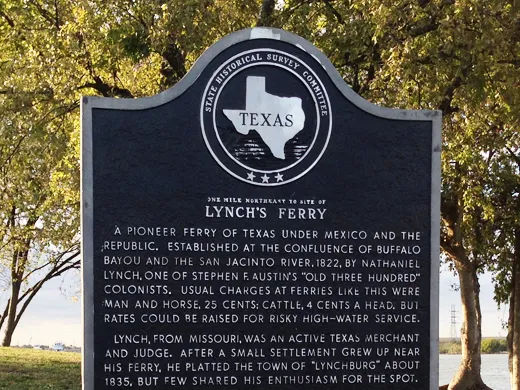 STATE HISTORICAL SURVEY COMMITTEE
TEXAS
ONE MILE NORTHEAST TO SITE OF
LYNCH'S FERRY
A PIONEER FERRY OF TEXAS UNDER MEXICO AND THE
REPUBLIC. ESTABLISHED AT THE CONFLUENCE OF BUFFALO
BAYOU AND THE SAN JACINTO RIVER, 1822, BY NATHANIEL
LYNCH, ONE OF STEPHEN F. AUSTIN'S "OLD THREE HUNDRED"
COLONISTS. USUAL CHARGES AT FERRIES LIKE THIS WERE
MAN AND HORSE, 25 CENTS; CATTLE, 4 CENTS A HEAD. BUT
RATES COULD BE RAISED FOR RISKY HIGH-WATER SERVICE.
LYNCH, FROM MISSOURI, WAS AN ACTIVE TEXAS MERCHANT
AND JUDGE. AFTER A SMALL SETTLEMENT GREW UP NEAR
HIS FERRY, HE PLATTED THE TOWN OF "LYNCHBURG" ABOUT
1835, BUT FEW SHARED HIS ENTHUSIASM FOR THE SPOT.